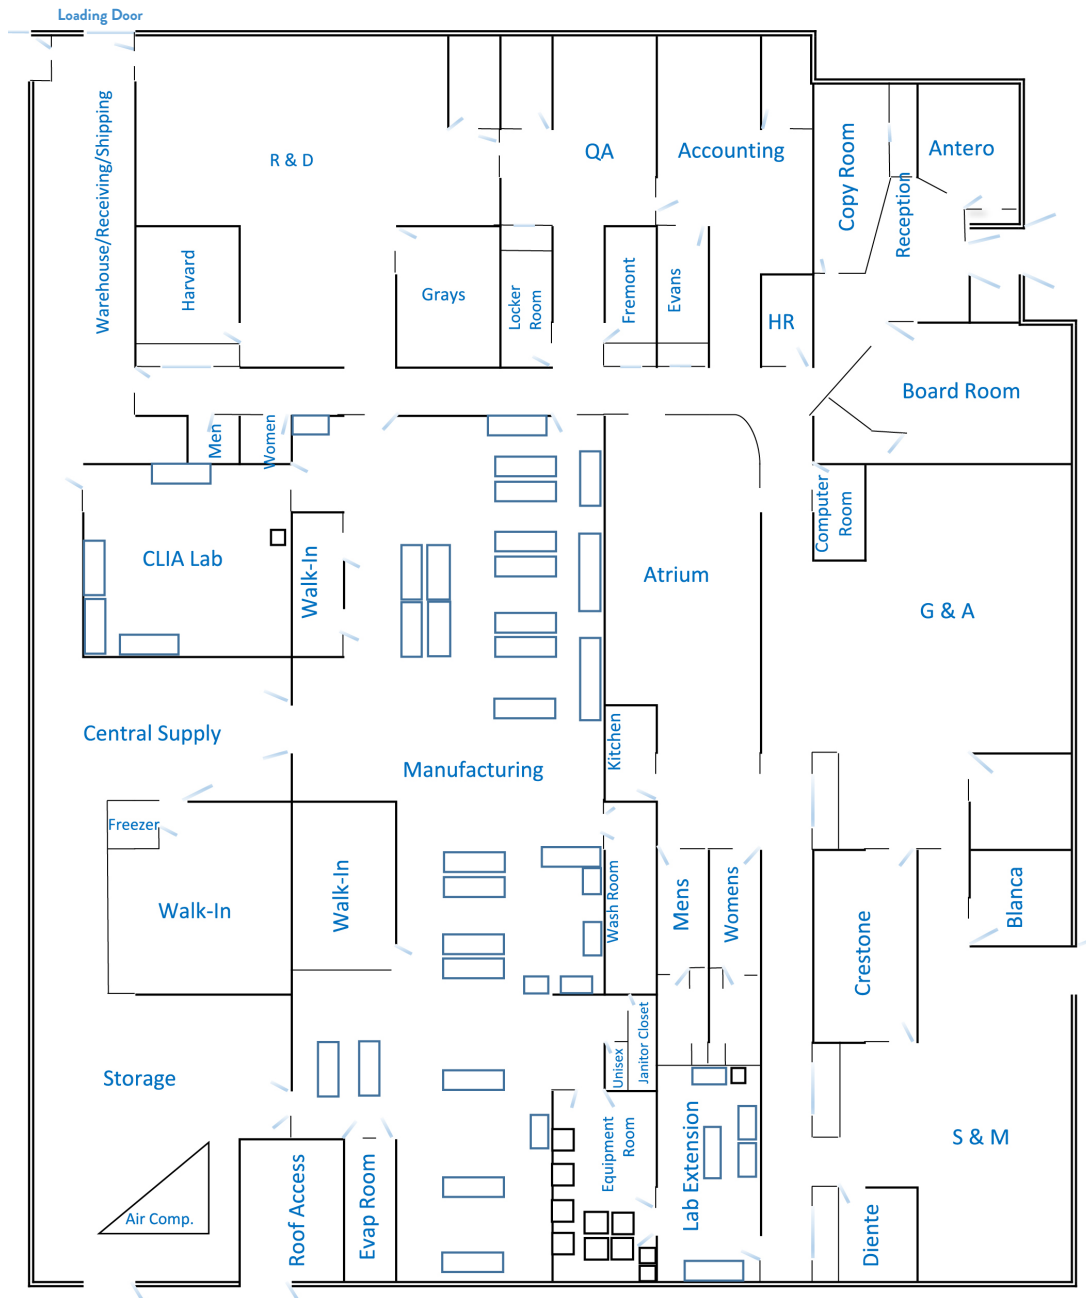 Loading Door
Warehouse/Receiving/Shipping
R & D
QA
Accounting
Copy Room
Reception
Antero
Harvard
Grays
Locker
Room
Fremont
Evans
HR
Board Room
Men
Women
Computer
Room
CLIA Lab
Walk-In
Atrium
G & A
Central Supply
Manufacturing
Kitchen
Freezer
Walk-In
Walk-In
Wash Room
Mens
Womens
Crestone
Blanca
Storage
Unisex
Janitor Closet
Equipment
Room
Lab Extension
S & M
Air Comp.
Roof Access
Evap Room
Diente